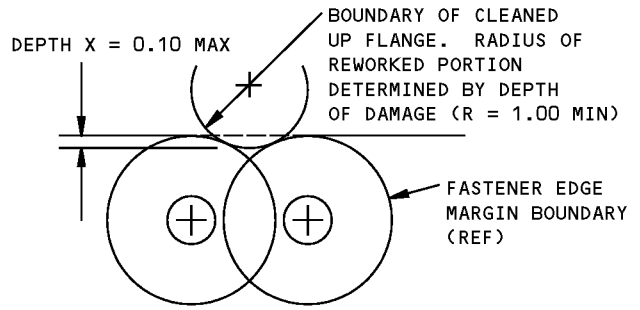 BOUNDARY OF CLEANED
UP FLANGE. RADIUS OF
REWORKED PORTION
DETERMINED BY DEPTH
OF DAMAGE (R = 1.00 MIN)
DEPTH X = 0.10 MAX
FASTENER EDGE
MARGIN BOUNDARY
(REF)